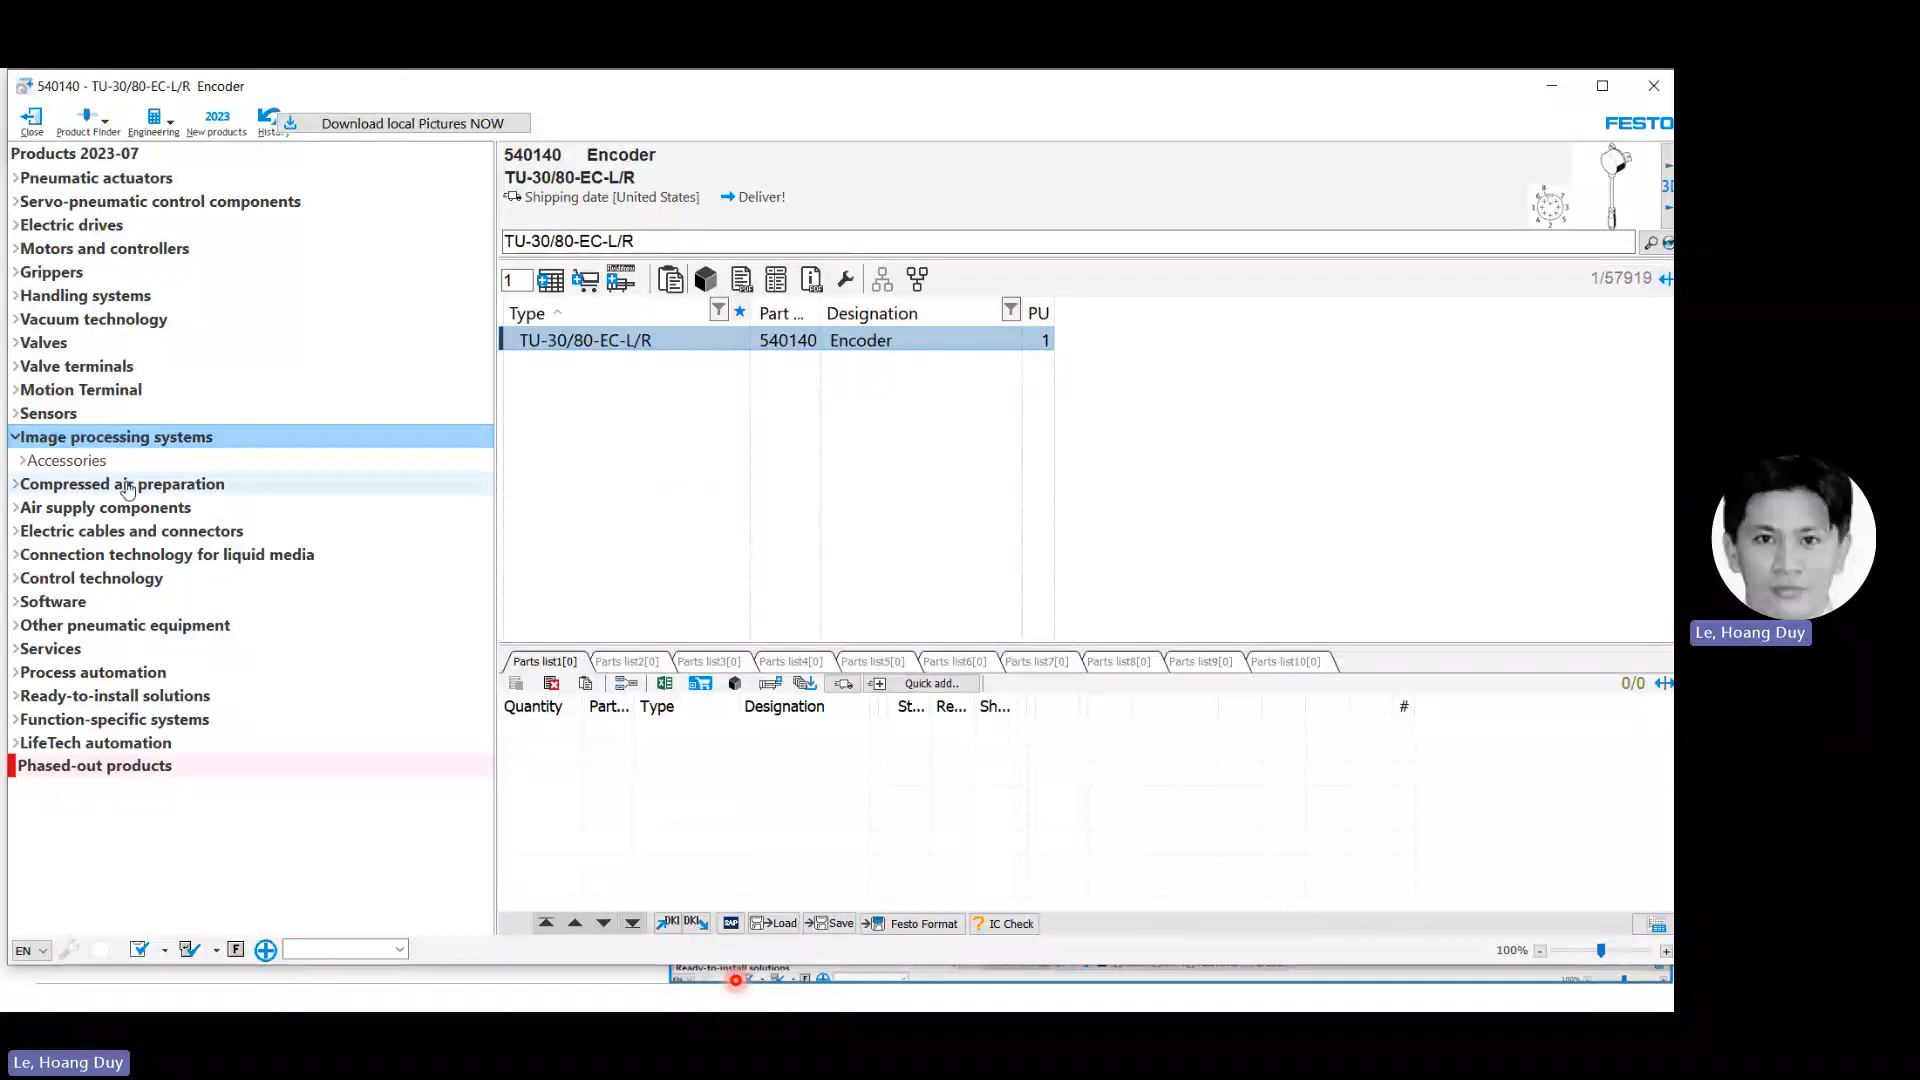 540140 - TU-30/80-EC-L/R Encoder
Close
Product Finder
Engineering
2023
New products
Download local Pictures NOW
FESTO
Products 2023-07
Pneumatic actuators
Servo-pneumatic control components
Electric drives
Motors and controllers
Grippers
Handling systems
Vacuum technology
Valves
Valve terminals
Motion Terminal
Sensors
Image processing systems
Accessories
Compressed air preparation
Air supply components
Electric cables and connectors
Connection technology for liquid media
Control technology
Software
Other pneumatic equipment
Services
Process automation
Ready-to-install solutions
Function-specific systems
LifeTech automation
Phased-out products
EN
540140 Encoder
TU-30/80-EC-L/R
Shipping date [United States] Deliver!
3D
TU-30/80-EC-L/R
1
1/57919
Type Part ... Designation PU
TU-30/80-EC-L/R 540140 Encoder 1
Parts list1[0] Parts list2[0] Parts list3[0] Parts list4[0] Parts list5[0] Parts list6[0] Parts list7[0] Parts list8[0] Parts list9[0] Parts list10[0]
Quick add..
0/0
Quantity Part... Type Designation St... Re... Sh... #
DKI DKI SAP Load Save Festo Format IC Check
100%
Ready-to-install solutions
Le, Hoang Duy
Le, Hoang Duy